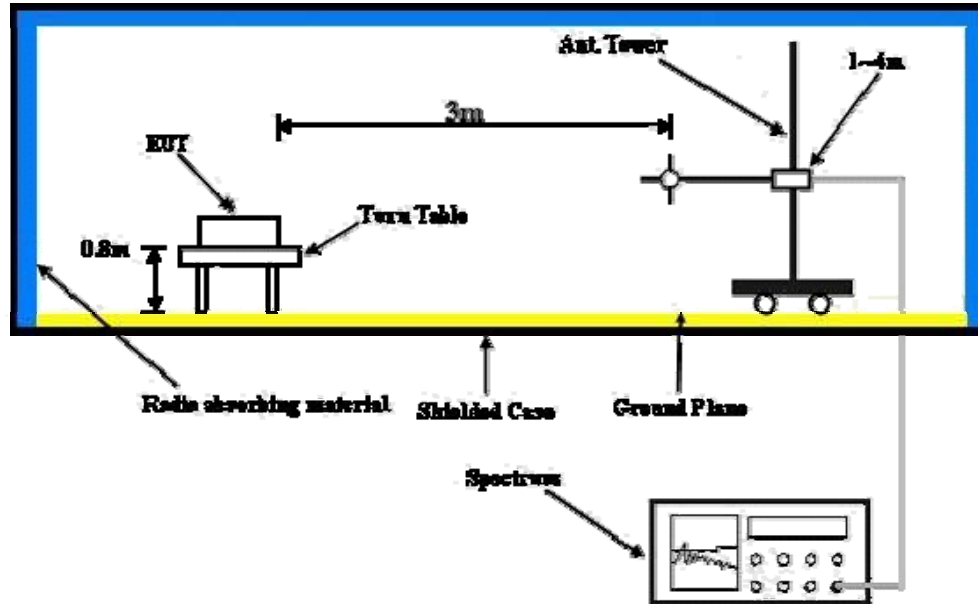 Ant. Tower
1~4m
3m
EUT
Turn Table
0.8m
Radio absorbing material
Shielded Case
Ground Plane
Spectrum